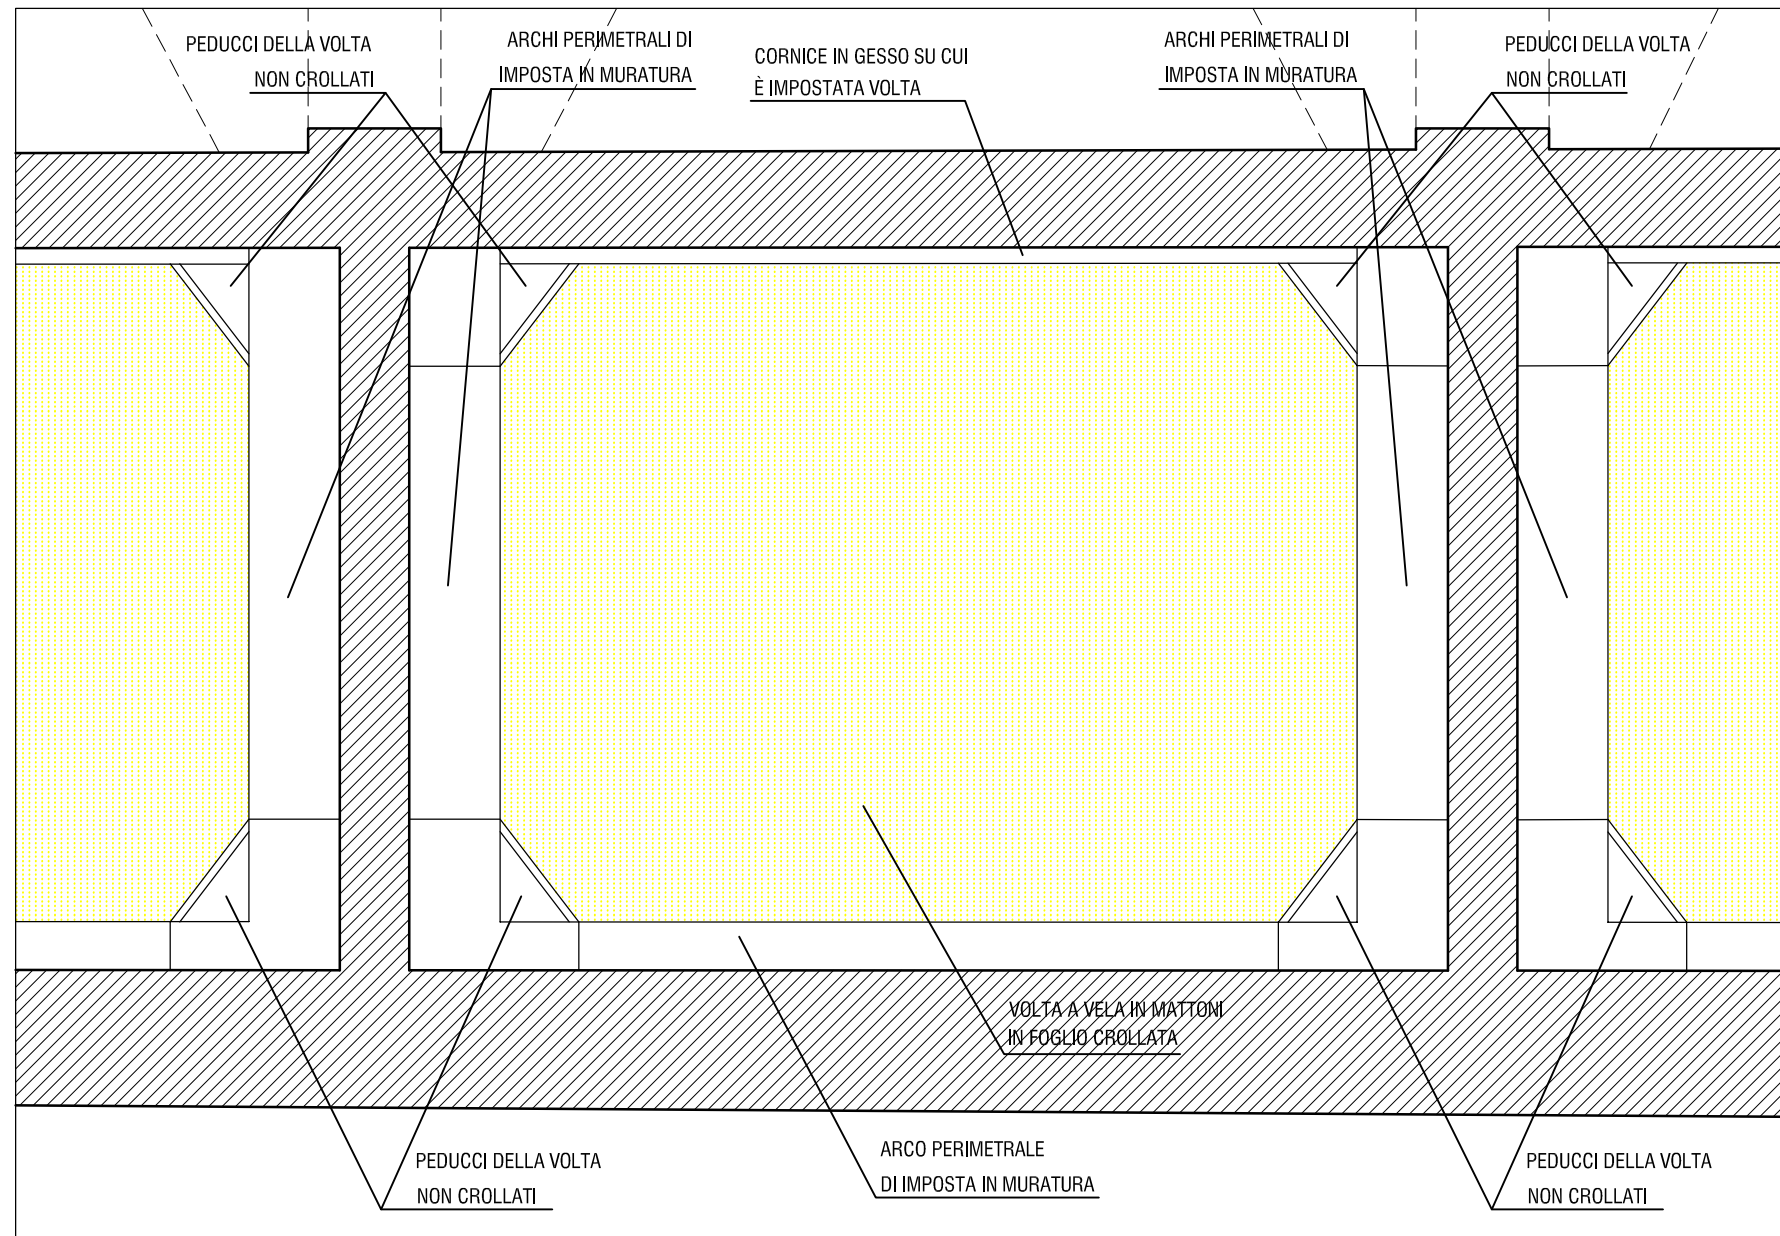 PEDUCCI DELLA VOLTA
NON CROLLATI
ARCHI PERIMETRALI DI
IMPOSTA IN MURATURA
CORNICE IN GESSO SU CUI
È IMPOSTATA VOLTA
ARCHI PERIMETRALI DI
IMPOSTA IN MURATURA
PEDUCCI DELLA VOLTA
NON CROLLATI
VOLTA A VELA IN MATTONI
IN FOGLIO CROLLATA
PEDUCCI DELLA VOLTA
NON CROLLATI
ARCO PERIMETRALE
DI IMPOSTA IN MURATURA
PEDUCCI DELLA VOLTA
NON CROLLATI